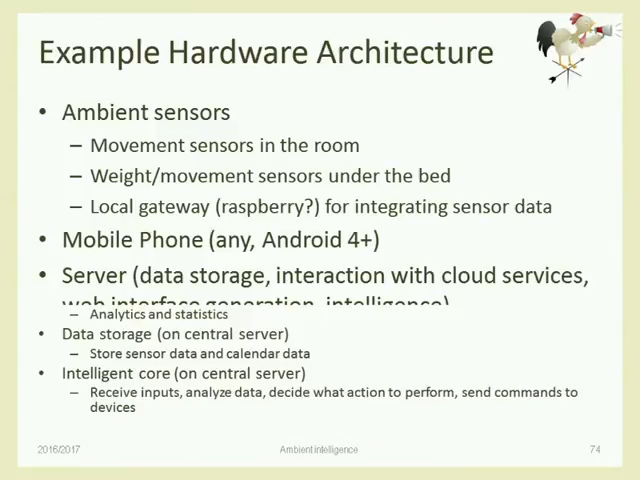 Example Hardware Architecture
• Ambient sensors
– Movement sensors in the room
– Weight/movement sensors under the bed
– Local gateway (raspberry?) for integrating sensor data
• Mobile Phone (any, Android 4+)
• Server (data storage, interaction with cloud services,
web interface generation, intelligence)
– Analytics and statistics
• Data storage (on central server)
– Store sensor data and calendar data
• Intelligent core (on central server)
– Receive inputs, analyze data, decide what action to perform, send commands to
devices
2016/2017
Ambient intelligence
74